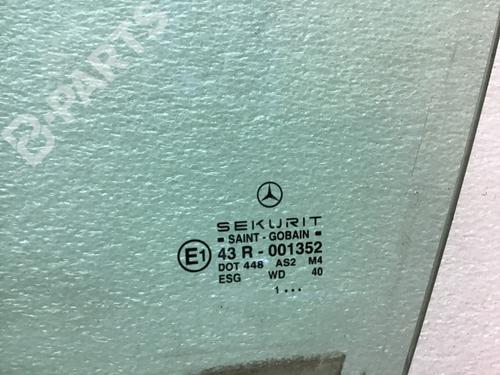 B-PARTS
SEKURIT
SAINT - GOBAIN
E1 43 R - 001352
DOT 448 AS2 M4
ESG WD 40
1 •••